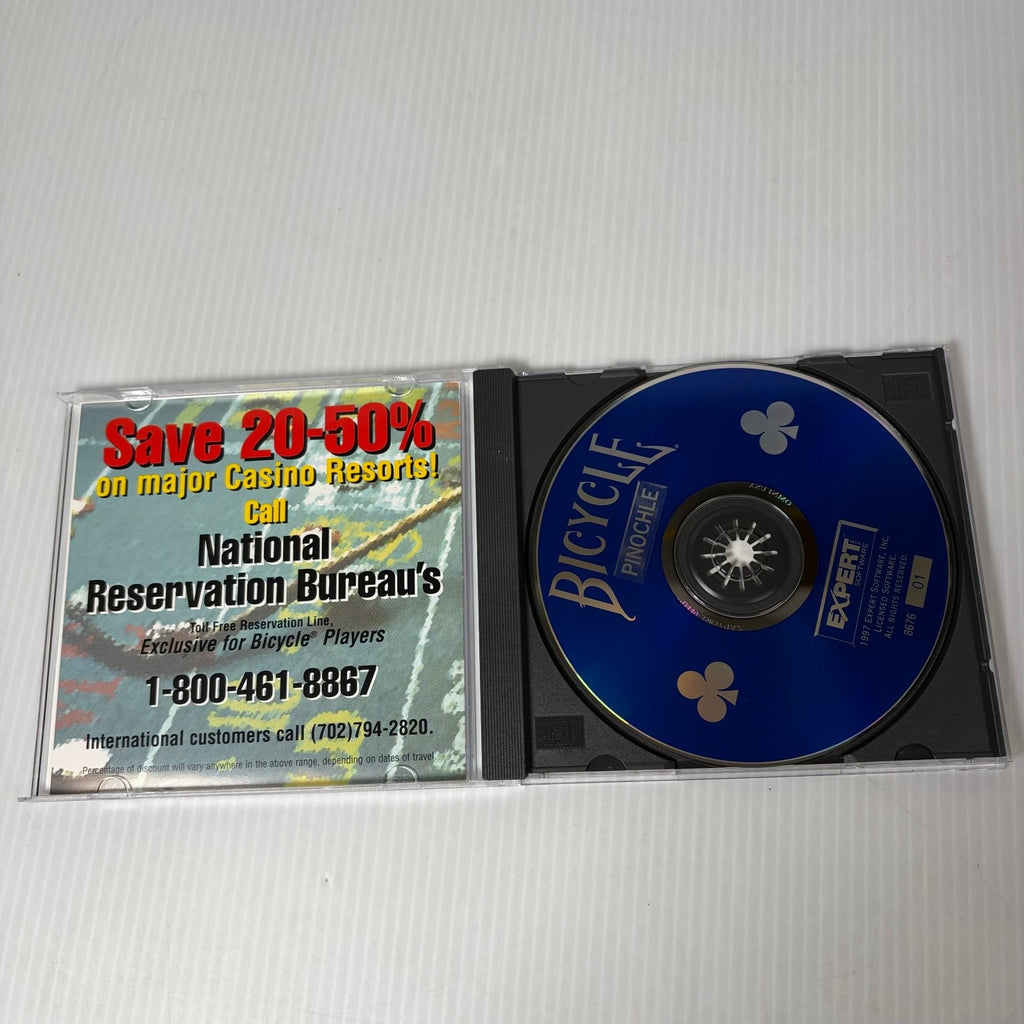 Save 20-50%
on major Casino Resorts!
Call
National
Reservation Bureau's
Toll Free Reservation Line,
Exclusive for Bicycle® Players
1-800-461-8867
International customers call (702)794-2820.
Percentage of discount will vary anywhere in the above range, depending on dates of travel
BICYCLE®
PINOCHLE
EXPERT
SOFTWARE
1997 EXPERT SOFTWARE, INC.
LICENSED SOFTWARE.
ALL RIGHTS RESERVED.
8676 01
OMNI USA